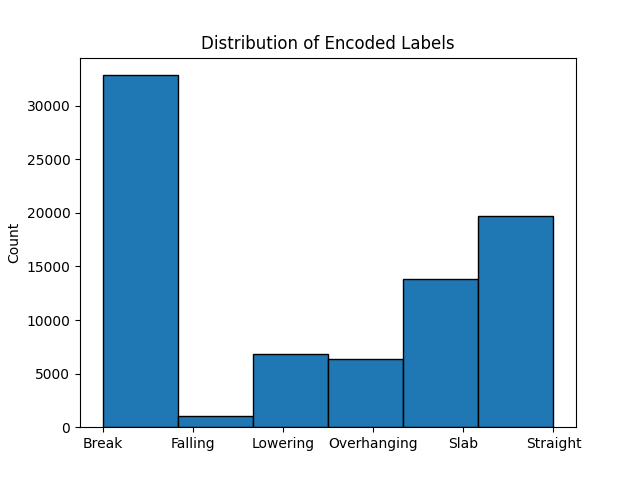 Distribution of Encoded Labels
Count
30000
25000
20000
15000
10000
5000
0
Break Falling Lowering Overhanging Slab Straight